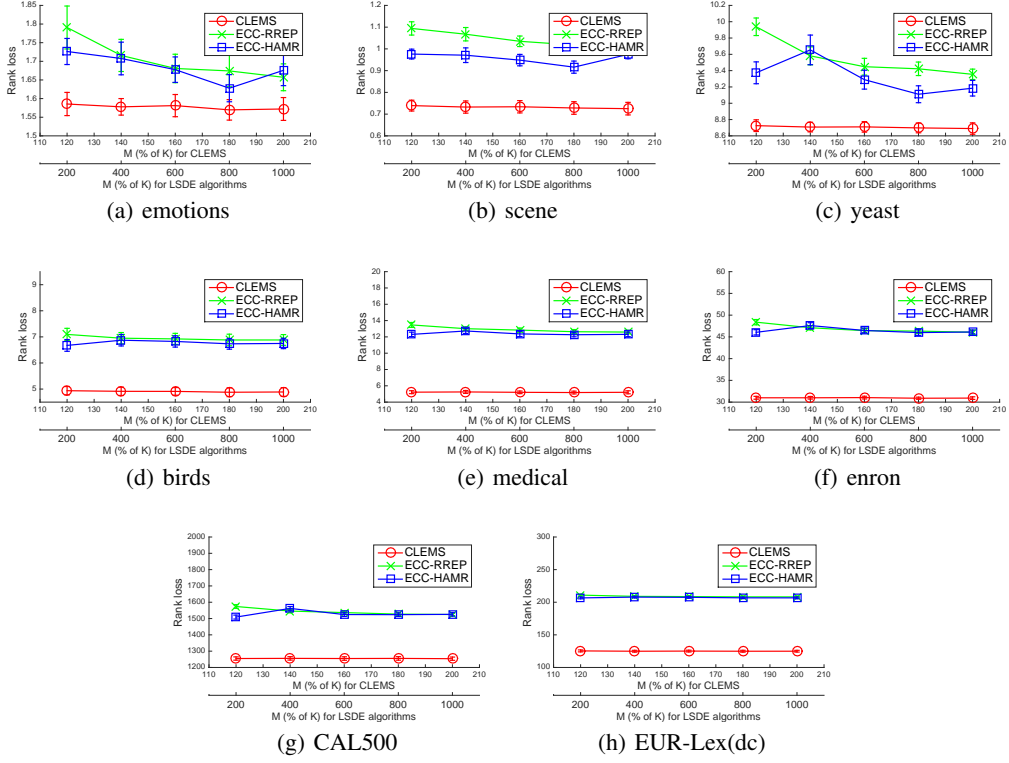 CLEMS
ECC-RREP
ECC-HAMR
Rank loss
1.85
1.8
1.75
1.7
1.65
1.6
1.55
1.5
110 120 130 140 150 160 170 180 190 200 210
M (% of K) for CLEMS
200 400 600 800 1000
M (% of K) for LSDE algorithms
(a) emotions
CLEMS
ECC-RREP
ECC-HAMR
Rank loss
1.2
1.1
1
0.9
0.8
0.7
0.6
110 120 130 140 150 160 170 180 190 200 210
M (% of K) for CLEMS
200 400 600 800 1000
M (% of K) for LSDE algorithms
(b) scene
CLEMS
ECC-RREP
ECC-HAMR
Rank loss
10.2
10
9.8
9.6
9.4
9.2
9
8.8
8.6
110 120 130 140 150 160 170 180 190 200 210
M (% of K) for CLEMS
200 400 600 800 1000
M (% of K) for LSDE algorithms
(c) yeast
CLEMS
ECC-RREP
ECC-HAMR
Rank loss
9
8
7
6
5
110 120 130 140 150 160 170 180 190 200 210
M (% of K) for CLEMS
200 400 600 800 1000
M (% of K) for LSDE algorithms
(d) birds
CLEMS
ECC-RREP
ECC-HAMR
Rank loss
20
18
16
14
12
10
8
6
4
110 120 130 140 150 160 170 180 190 200 210
M (% of K) for CLEMS
200 400 600 800 1000
M (% of K) for LSDE algorithms
(e) medical
CLEMS
ECC-RREP
ECC-HAMR
Rank loss
60
55
50
45
40
35
30
110 120 130 140 150 160 170 180 190 200 210
M (% of K) for CLEMS
200 400 600 800 1000
M (% of K) for LSDE algorithms
(f) enron
CLEMS
ECC-RREP
ECC-HAMR
Rank loss
2000
1900
1800
1700
1600
1500
1400
1300
1200
110 120 130 140 150 160 170 180 190 200 210
M (% of K) for CLEMS
200 400 600 800 1000
M (% of K) for LSDE algorithms
(g) CAL500
CLEMS
ECC-RREP
ECC-HAMR
Rank loss
300
250
200
150
100
110 120 130 140 150 160 170 180 190 200 210
M (% of K) for CLEMS
200 400 600 800 1000
M (% of K) for LSDE algorithms
(h) EUR-Lex(dc)